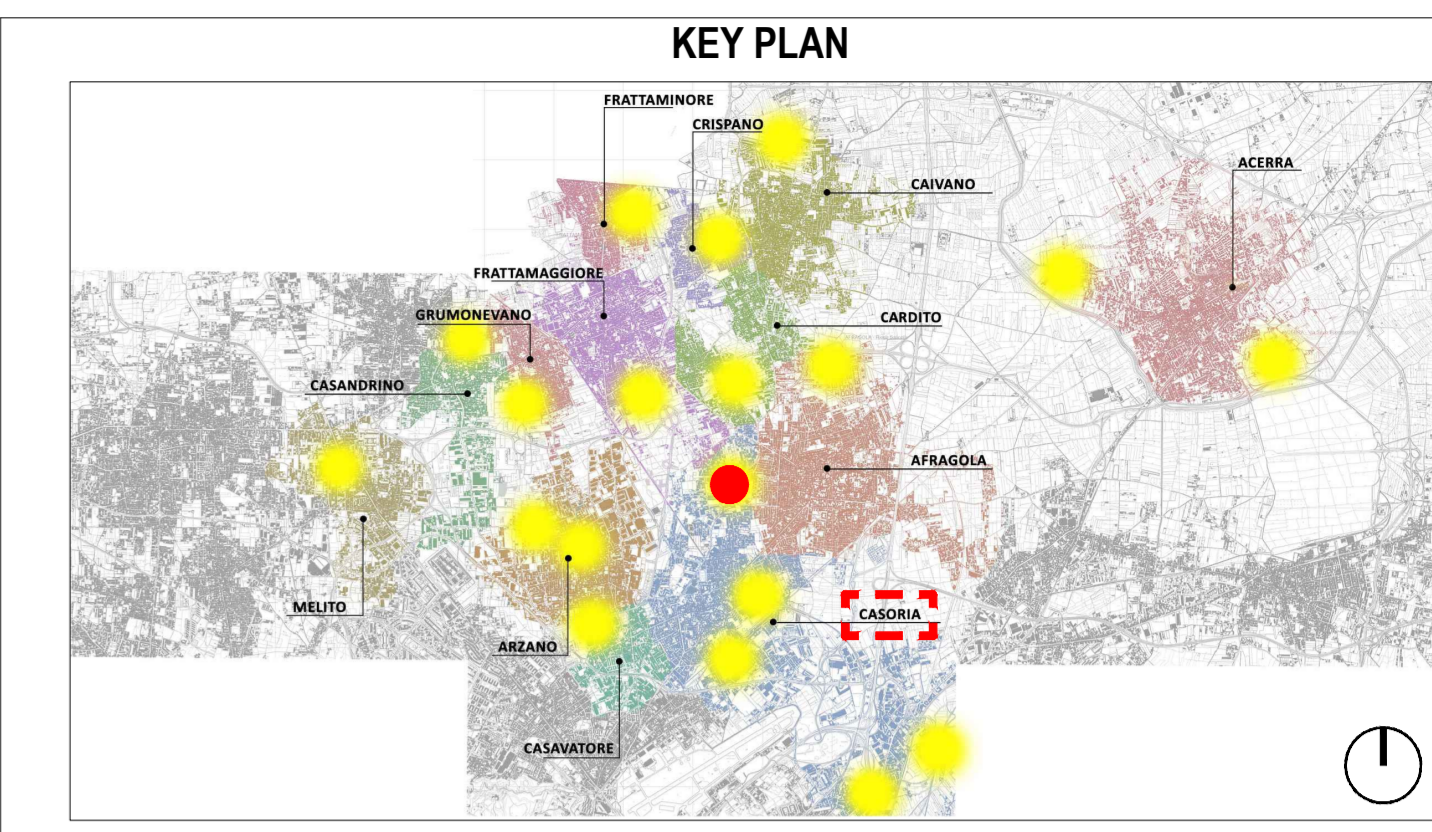 KEY PLAN
FRATTAMINORE
CRISPANO
ACERRA
CAIVANO
FRATTAMAGGIORE
GRUMONEVANO
CARDITO
CASANDRINO
AFRAGOLA
MELITO
CASORIA
ARZANO
CASAVATORE